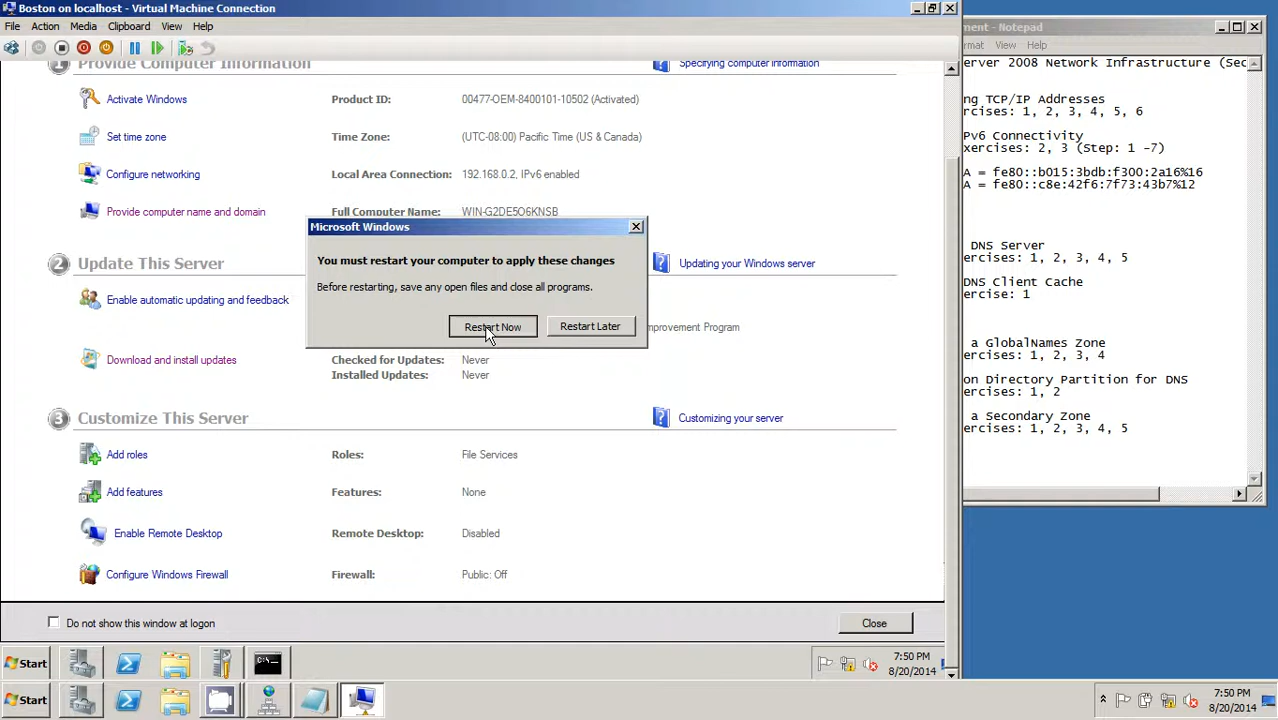 Boston on localhost - Virtual Machine Connection
File Action Media Clipboard View Help
Provide Computer Information
Specifying computer information
Activate Windows
Product ID: 00477-OEM-8400101-10502 (Activated)
Set time zone
Time Zone: (UTC-08:00) Pacific Time (US & Canada)
Configure networking
Local Area Connection: 192.168.0.2, IPv6 enabled
Provide computer name and domain
Full Computer Name: WIN-G2DE5O6KNSB
Microsoft Windows
You must restart your computer to apply these changes
Before restarting, save any open files and close all programs.
Restart Now
Restart Later
2 Update This Server
Updating your Windows server
Enable automatic updating and feedback
Improvement Program
Download and install updates
Checked for Updates: Never
Installed Updates: Never
3 Customize This Server
Customizing your server
Add roles
Roles: File Services
Add features
Features: None
Enable Remote Desktop
Remote Desktop: Disabled
Configure Windows Firewall
Firewall: Public: Off
Do not show this window at logon
Close
Start
7:50 PM
8/20/2014
Start
7:50 PM
8/20/2014
ment - Notepad
rmat View Help
erver 2008 Network Infrastructure (Sec
ng TCP/IP Addresses
ercises: 1, 2, 3, 4, 5, 6
Pv6 Connectivity
xercises: 2, 3 (Step: 1 -7)
A = fe80::b015:3bdb:f300:2a16%16
A = fe80::c8e:42f6:7f73:43b7%12
DNS Server
ercises: 1, 2, 3, 4, 5
DNS Client Cache
ercise: 1
a GlobalNames Zone
ercises: 1, 2, 3, 4
on Directory Partition for DNS
ercises: 1, 2
a Secondary Zone
ercises: 1, 2, 3, 4, 5